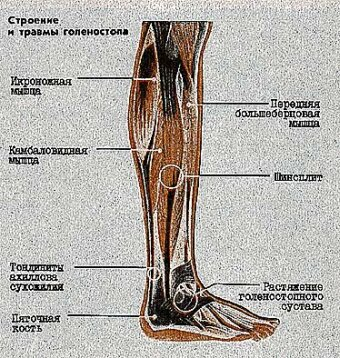 Строение
и травмы голеностопа
Икроножная
мышца
Передняя
большеберцовая
мышца
Камбаловидная
мышца
Шинсплит
Тендиниты
ахиллова
сухожилия
Растяжение
голеностопного
сустава
Пяточная
кость